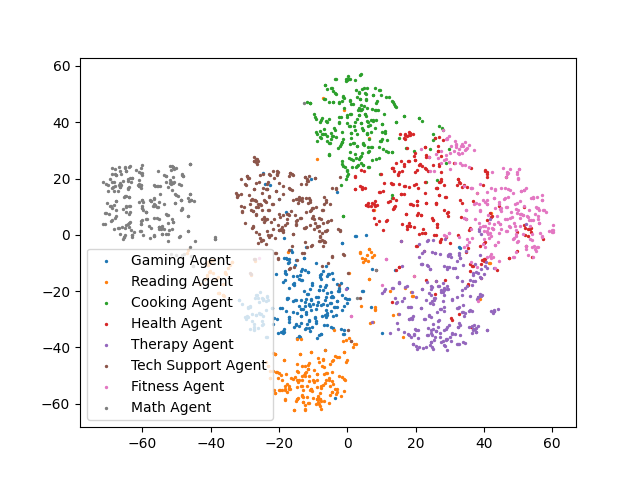 60
40
20
0
−20
−40
−60
Gaming Agent
Reading Agent
Cooking Agent
Health Agent
Therapy Agent
Tech Support Agent
Fitness Agent
Math Agent
−60 −40 −20 0 20 40 60